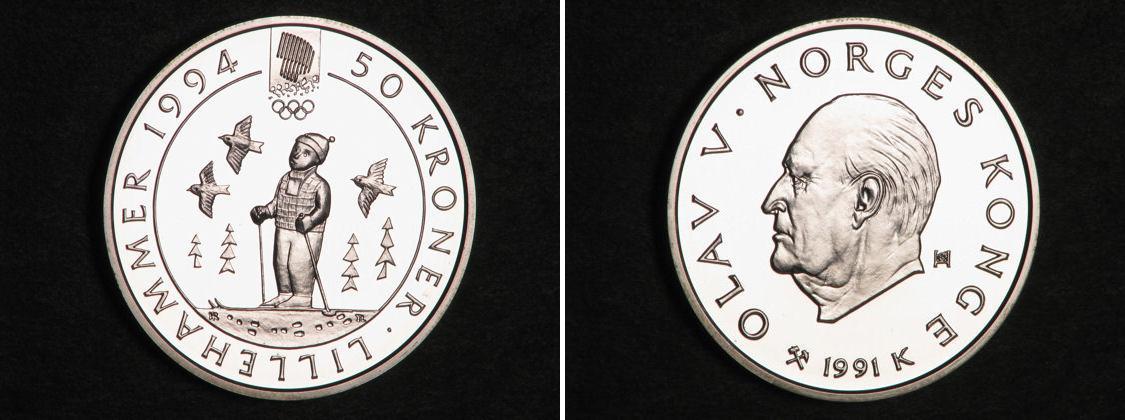 LILLEHAMMER 1994
50 KRONER ·
OLAV V · NORGES KONGE
1991 K